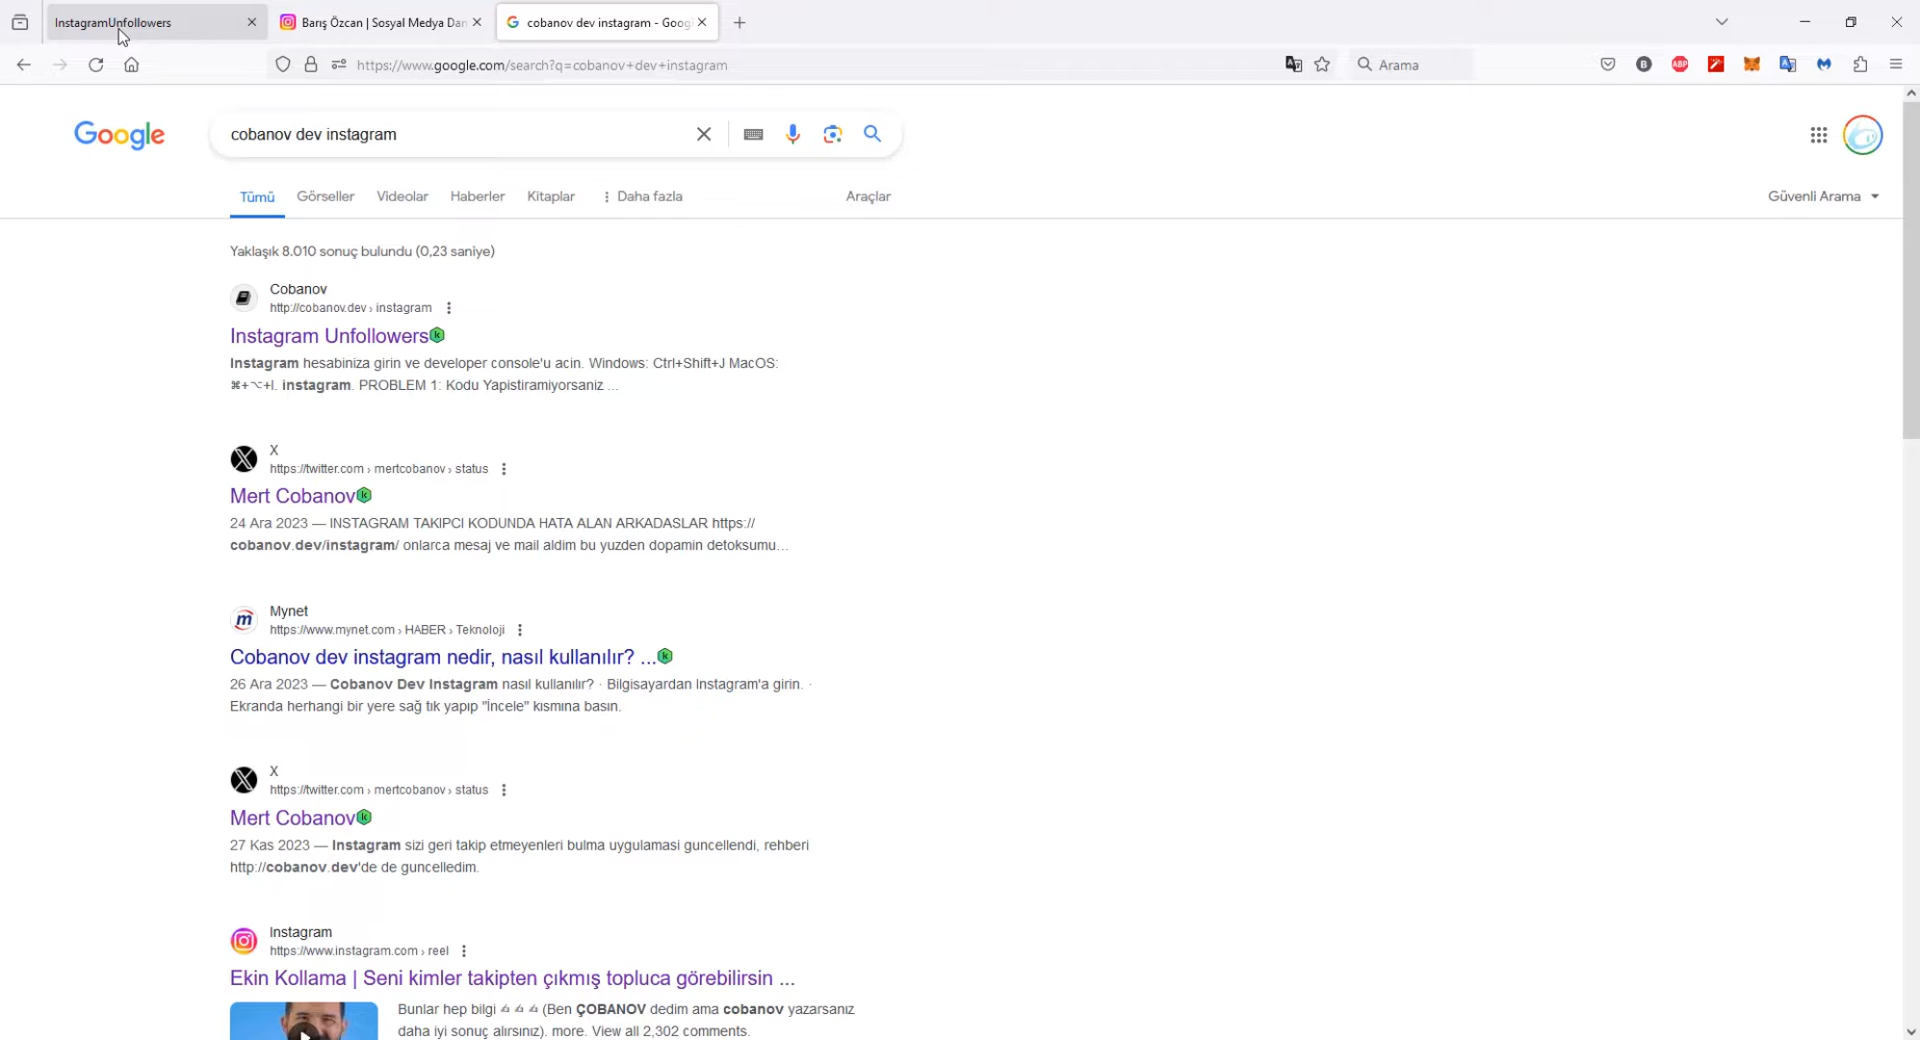 InstagramUnfollowers
Barış Özcan | Sosyal Medya Dan
cobanov dev instagram - Goog
https://www.google.com/search?q=cobanov+dev+instagram
Arama
B
ABP
Google
cobanov dev instagram
Tümü
Görseller
Videolar
Haberler
Kitaplar
Daha fazla
Araçlar
Güvenli Arama
Yaklaşık 8.010 sonuç bulundu (0,23 saniye)
Cobanov
http://cobanov.dev › instagram
Instagram Unfollowers
Instagram hesabiniza girin ve developer console'u acin. Windows: Ctrl+Shift+J MacOS:
⌘+⌥+I. instagram. PROBLEM 1: Kodu Yapistiramiyorsaniz ...
X
https://twitter.com › mertcobanov › status
Mert Cobanov
24 Ara 2023 — INSTAGRAM TAKIPCI KODUNDA HATA ALAN ARKADASLAR https://
cobanov.dev/instagram/ onlarca mesaj ve mail aldim bu yuzden dopamin detoksumu...
Mynet
https://www.mynet.com › HABER › Teknoloji
Cobanov dev instagram nedir, nasıl kullanılır? ...
26 Ara 2023 — Cobanov Dev Instagram nasıl kullanılır? · Bilgisayardan Instagram'a girin. ·
Ekranda herhangi bir yere sağ tık yapıp "İncele" kısmına basın.
X
https://twitter.com › mertcobanov › status
Mert Cobanov
27 Kas 2023 — Instagram sizi geri takip etmeyenleri bulma uygulamasi guncellendi, rehberi
http://cobanov.dev'de de guncelledim.
Instagram
https://www.instagram.com › reel
Ekin Kollama | Seni kimler takipten çıkmış topluca görebilirsin ...
Bunlar hep bilgi 👍 👍 👍 (Ben ÇOBANOV dedim ama cobanov yazarsanız
daha iyi sonuç alırsınız). more. View all 2,302 comments.